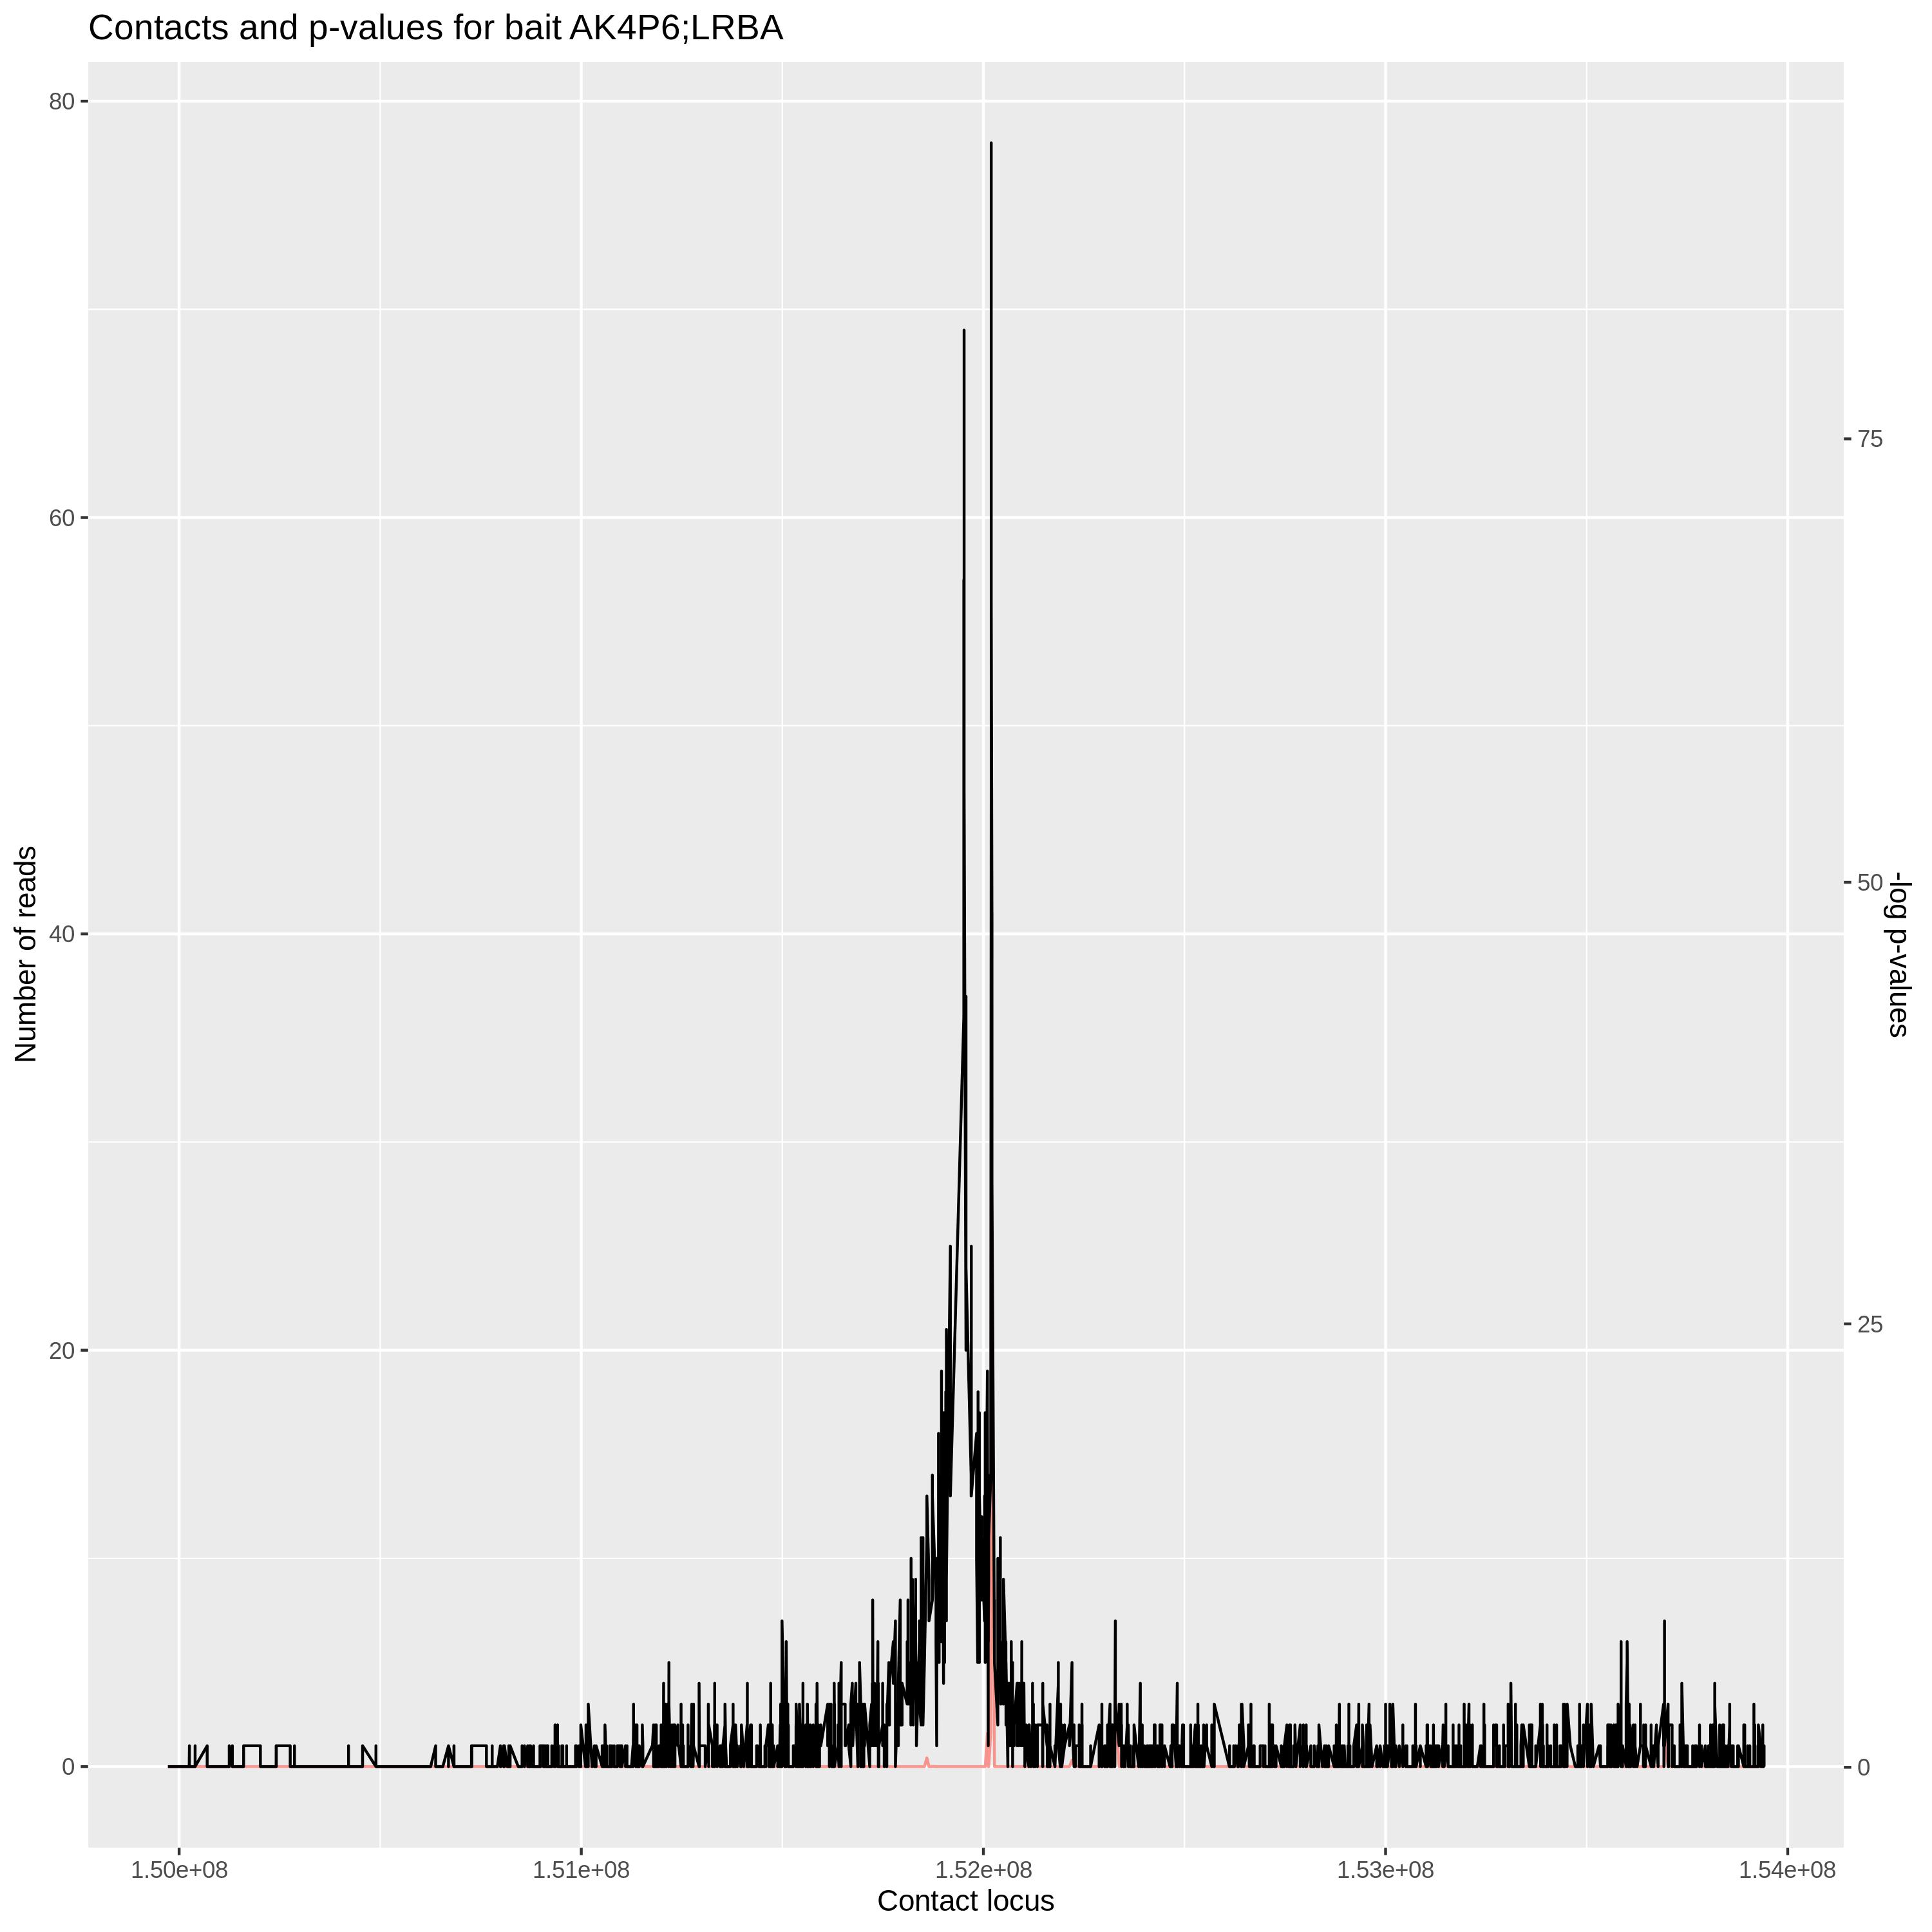 Contacts and p-values for bait AK4P6;LRBA
80
60
40
20
0
Number of reads
75
50
25
0
-log p-values
1.50e+08 1.51e+08 1.52e+08 1.53e+08 1.54e+08
Contact locus